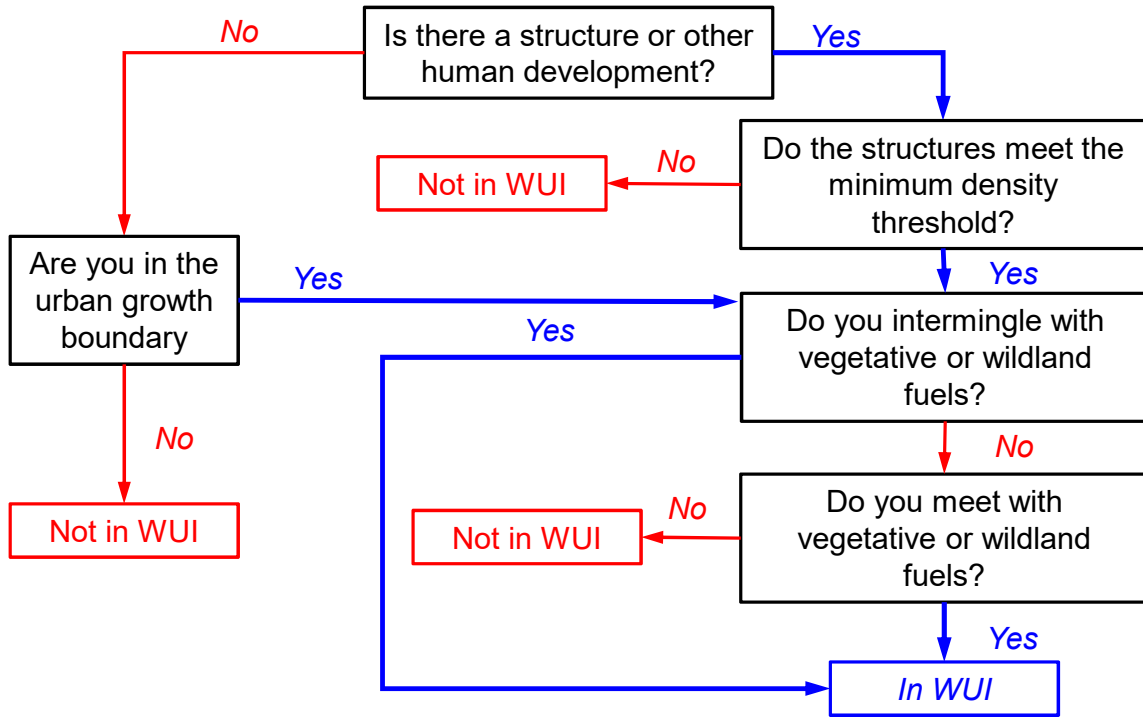 No
Is there a structure or other
human development?
Yes
Do the structures meet the
minimum density
threshold?
No
Not in WUI
Are you in the
urban growth
boundary
Yes
Yes
Do you intermingle with
vegetative or wildland
fuels?
Yes
No
Not in WUI
No
Do you meet with
vegetative or wildland
fuels?
No
Not in WUI
Yes
In WUI